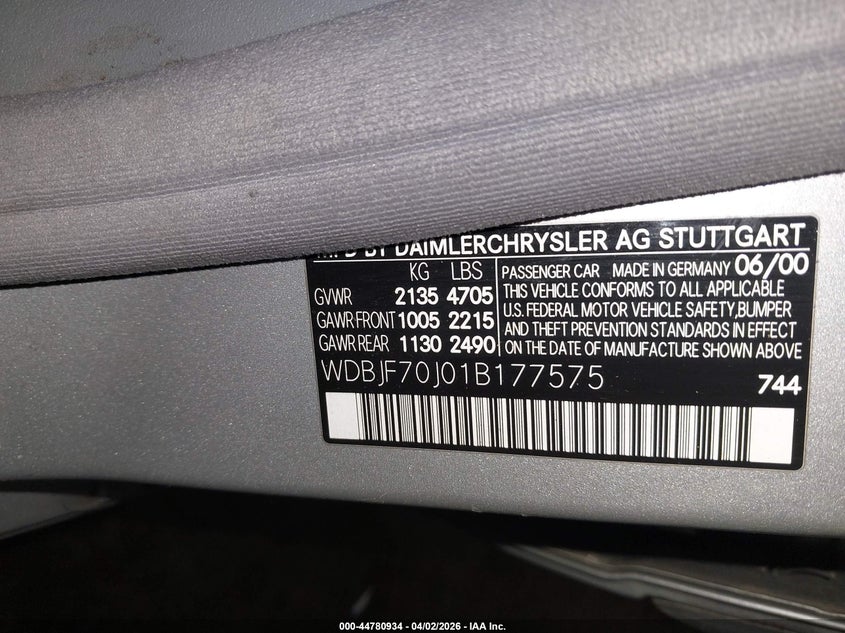 MFD BY DAIMLERCHRYSLER AG STUTTGART
KG LBS
GVWR 2135 4705
GAWR FRONT 1005 2215
GAWR REAR 1130 2490
PASSENGER CAR MADE IN GERMANY 06/00
THIS VEHICLE CONFORMS TO ALL APPLICABLE
U.S. FEDERAL MOTOR VEHICLE SAFETY,BUMPER
AND THEFT PREVENTION STANDARDS IN EFFECT
ON THE DATE OF MANUFACTURE SHOWN ABOVE
WDBJF70J01B177575
744
000-44780934 - 04/02/2026 - IAA Inc.